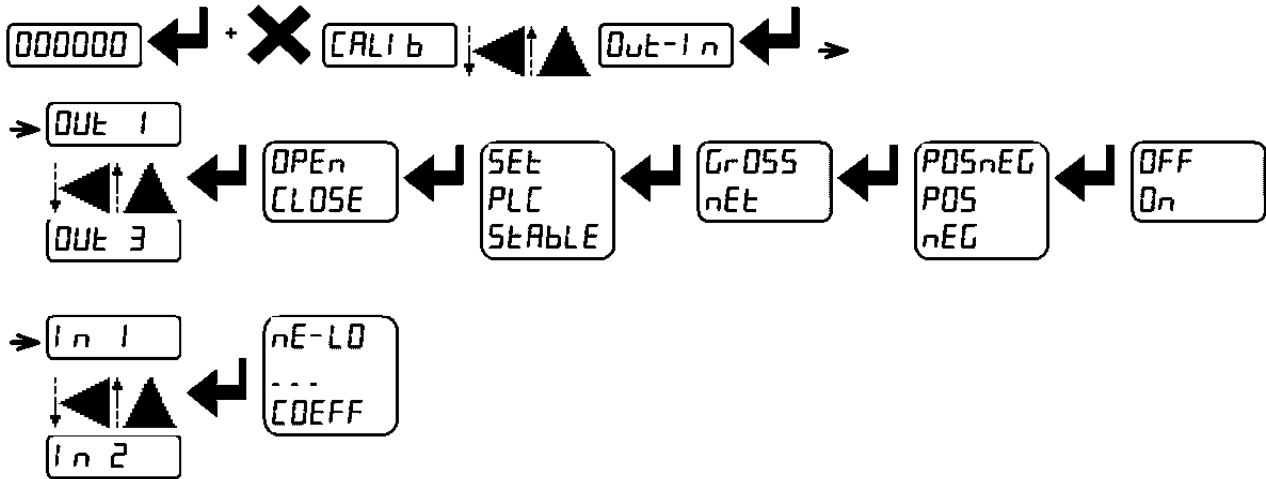 000000 + CALIb Out-In
OUt 1
OPEn SEt GrOSS POSnEG OFF
CLOSE PLC nEt POS On
OUt 3 StAbLE nEG
In 1 nE-LO
---
COEFF
In 2